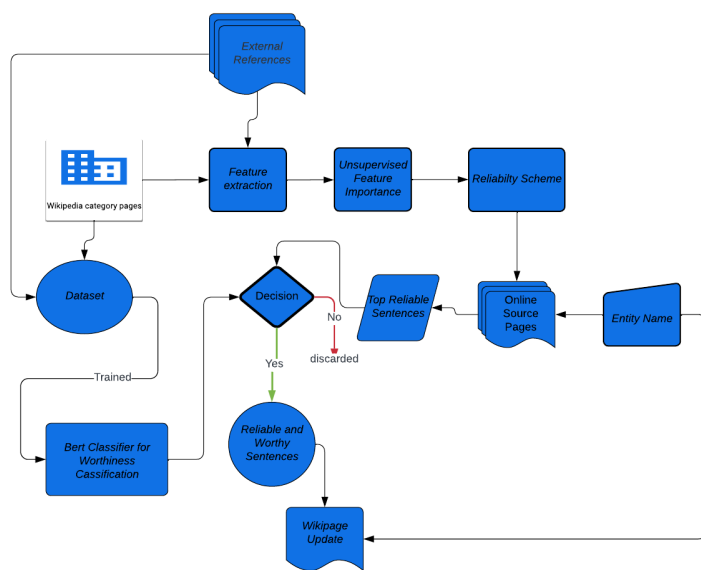 External
References
Wikipedia category pages
Feature
extraction
Unsupervised
Feature
Importance
Reliabilty Scheme
Dataset
Decision
Top Reliable
Sentences
Online
Source
Pages
Entity Name
No
discarded
Yes
Trained
Bert Classifier for
Worthiness
Cassification
Reliable and
Worthy
Sentences
Wikipage
Update